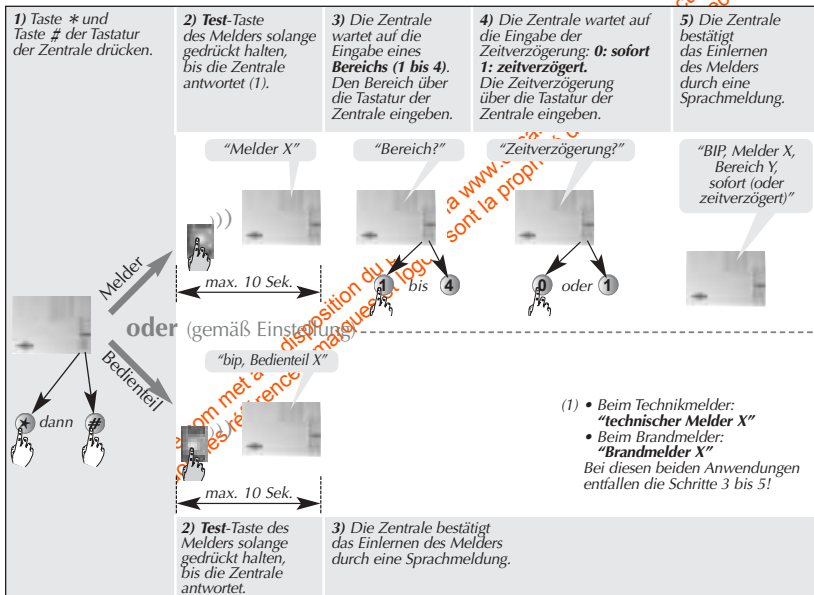 1) Taste * und
Taste # der Tastatur
der Zentrale drücken.
2) Test-Taste
des Melders solange
gedrückt halten,
bis die Zentrale
antwortet (1).
3) Die Zentrale
wartet auf die
Eingabe eines
Bereichs (1 bis 4).
Den Bereich über
die Tastatur der
Zentrale eingeben.
4) Die Zentrale wartet auf
die Eingabe der
Zeitverzögerung: 0: sofort
1: zeitverzögert.
Die Zeitverzögerung
über die Tastatur der
Zentrale eingeben.
5) Die Zentrale
bestätigt
das Einlernen
des Melders
durch eine
Sprachmeldung.
“Melder X”
“Bereich?”
“Zeitverzögerung?”
“BIP, Melder X,
Bereich Y,
sofort (oder
zeitverzögert)”
Melder
max. 10 Sek.
1 bis 4
0 oder 1
oder (gemäß Einstellung)
Bedienteil
* dann #
“bip, Bedienteil X”
max. 10 Sek.
(1) • Beim Technikmelder:
“technischer Melder X”
• Beim Brandmelder:
“Brandmelder X”
Bei diesen beiden Anwendungen
entfallen die Schritte 3 bis 5!
2) Test-Taste des
Melders solange
gedrückt halten,
bis die Zentrale
antwortet.
3) Die Zentrale bestätigt
das Einlernen des Melders
durch eine Sprachmeldung.
om met à disposition du
sont la propri